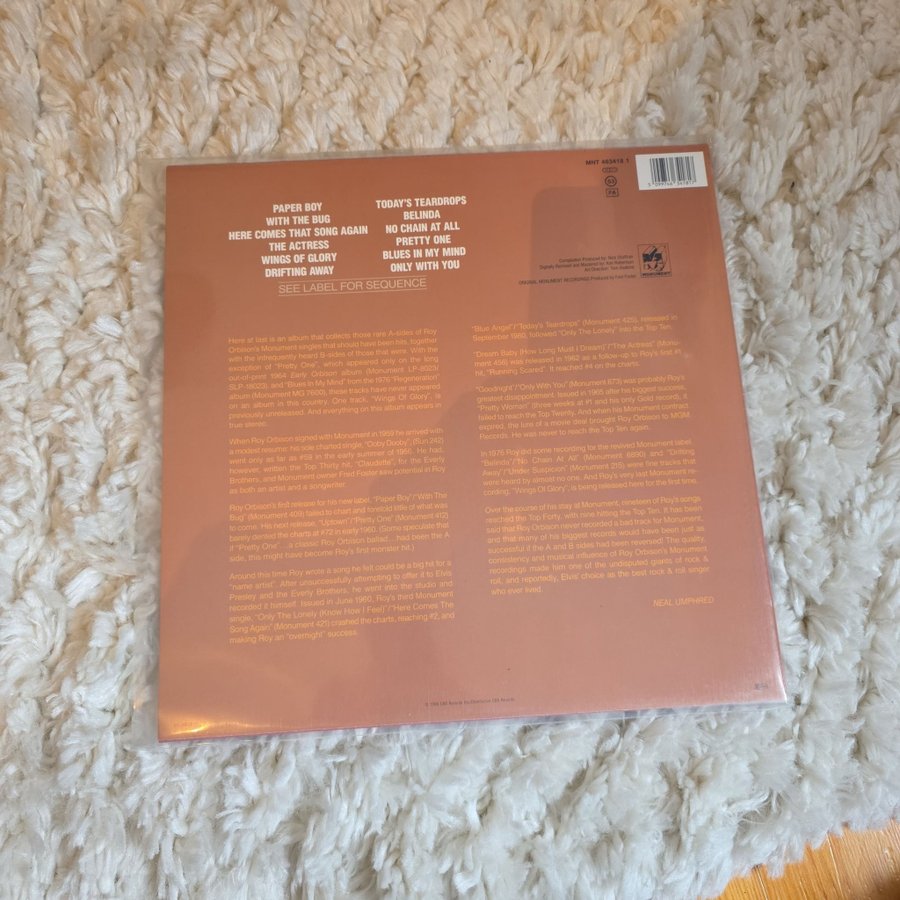 MNT 463418 1
5 099746 341817
PAPER BOY
WITH THE BUG
HERE COMES THAT SONG AGAIN
THE ACTRESS
WINGS OF GLORY
DRIFTING AWAY
TODAY'S TEARDROPS
BELINDA
NO CHAIN AT ALL
PRETTY ONE
BLUES IN MY MIND
ONLY WITH YOU
SEE LABEL FOR SEQUENCE
Compilation Produced by:
Digitally Remixed and Mastered by:
Art Direction:
ORIGINAL MONUMENT RECORDINGS Produced by Fred Foster
MONUMENT
Here at last is an album that collects those rare A-sides of Roy
Orbison's Monument singles that should have been hits, together
with the infrequently heard B-sides of those that were. With the
exception of "Pretty One", which appeared only on the long
out-of-print 1964 Early Orbison album (Monument LP-8023/
SLP-18023), and "Blues In My Mind" from the 1976 "Regeneration"
album (Monument MG 7600), these tracks have never appeared
on an album in this country. One track, "Wings Of Glory" is
previously unreleased. And everything on this album appears in
true stereo.
When Roy Orbison signed with Monument in 1959 he arrived with
a modest resume: his sole charted single, "Ooby Dooby", (Sun 242)
went only as far as #59 in the early summer of 1956. He had,
however, written the Top Thirty hit, "Claudette", for the Everly
Brothers, and Monument owner Fred Foster saw potential in Roy
as both an artist and a songwriter.
Roy Orbison's first release for his new label, "Paper Boy"/"With The
Bug" (Monument 409) failed to chart and foretold little of what was
to come. His next release, "Uptown"/"Pretty One" (Monument 412)
barely dented the charts at #72 in early 1960. (Some speculate that
if "Pretty One". . .a classic Roy Orbison ballad. . .had been the A
side, this might have become Roy's first monster hit.)
Around this time Roy wrote a song he felt could be a big hit for a
"name artist". After unsuccessfully attempting to offer it to Elvis
Presley and the Everly Brothers, he went into the studio and
recorded it himself. Issued in June 1960, Roy's third Monument
single, "Only The Lonely (Know How I Feel)"/"Here Comes The
Song Again" (Monument 421) crashed the charts, reaching #2, and
making Roy an "overnight" success.
"Blue Angel"/"Today's Teardrops" (Monument 425), released in
September 1960, followed "Only The Lonely" into the Top Ten.
"Dream Baby (How Long Must I Dream)"/"The Actress" (Monu-
ment 456) was released in 1962 as a follow-up to Roy's first #1
hit, "Running Scared". It reached #4 on the charts.
"Goodnight"/"Only With You" (Monument 873) was probably Roy's
greatest disappointment. Issued in 1965 after his biggest success,
"Pretty Woman" (three weeks at #1 and his only Gold record), it
failed to reach the Top Twenty. And when his Monument contract
expired, the lure of a movie deal brought Roy Orbison to MGM
Records. He was never to reach the Top Ten again.
In 1976 Roy did some recording for the revived Monument label.
"Belinda"/"No Chain At All" (Monument 8690) and "Drifting
Away"/"Under Suspicion" (Monument 215) were fine tracks that
were heard by almost no one. And Roy's very last Monument re-
cording, "Wings Of Glory", is being released here for the first time.
Over the course of his stay at Monument, nineteen of Roy's songs
reached the Top Forty, with nine hitting the Top Ten. It has been
said that Roy Orbison never recorded a bad track for Monument,
and that many of his biggest records would have been just as
successful if the A and B sides had been reversed! The quality,
consistency and musical influence of Roy Orbison's Monument
recordings made him one of the undisputed giants of rock &
roll, and reportedly, Elvis' choice as the best rock & roll singer
who ever lived.
NEAL UMPHRED